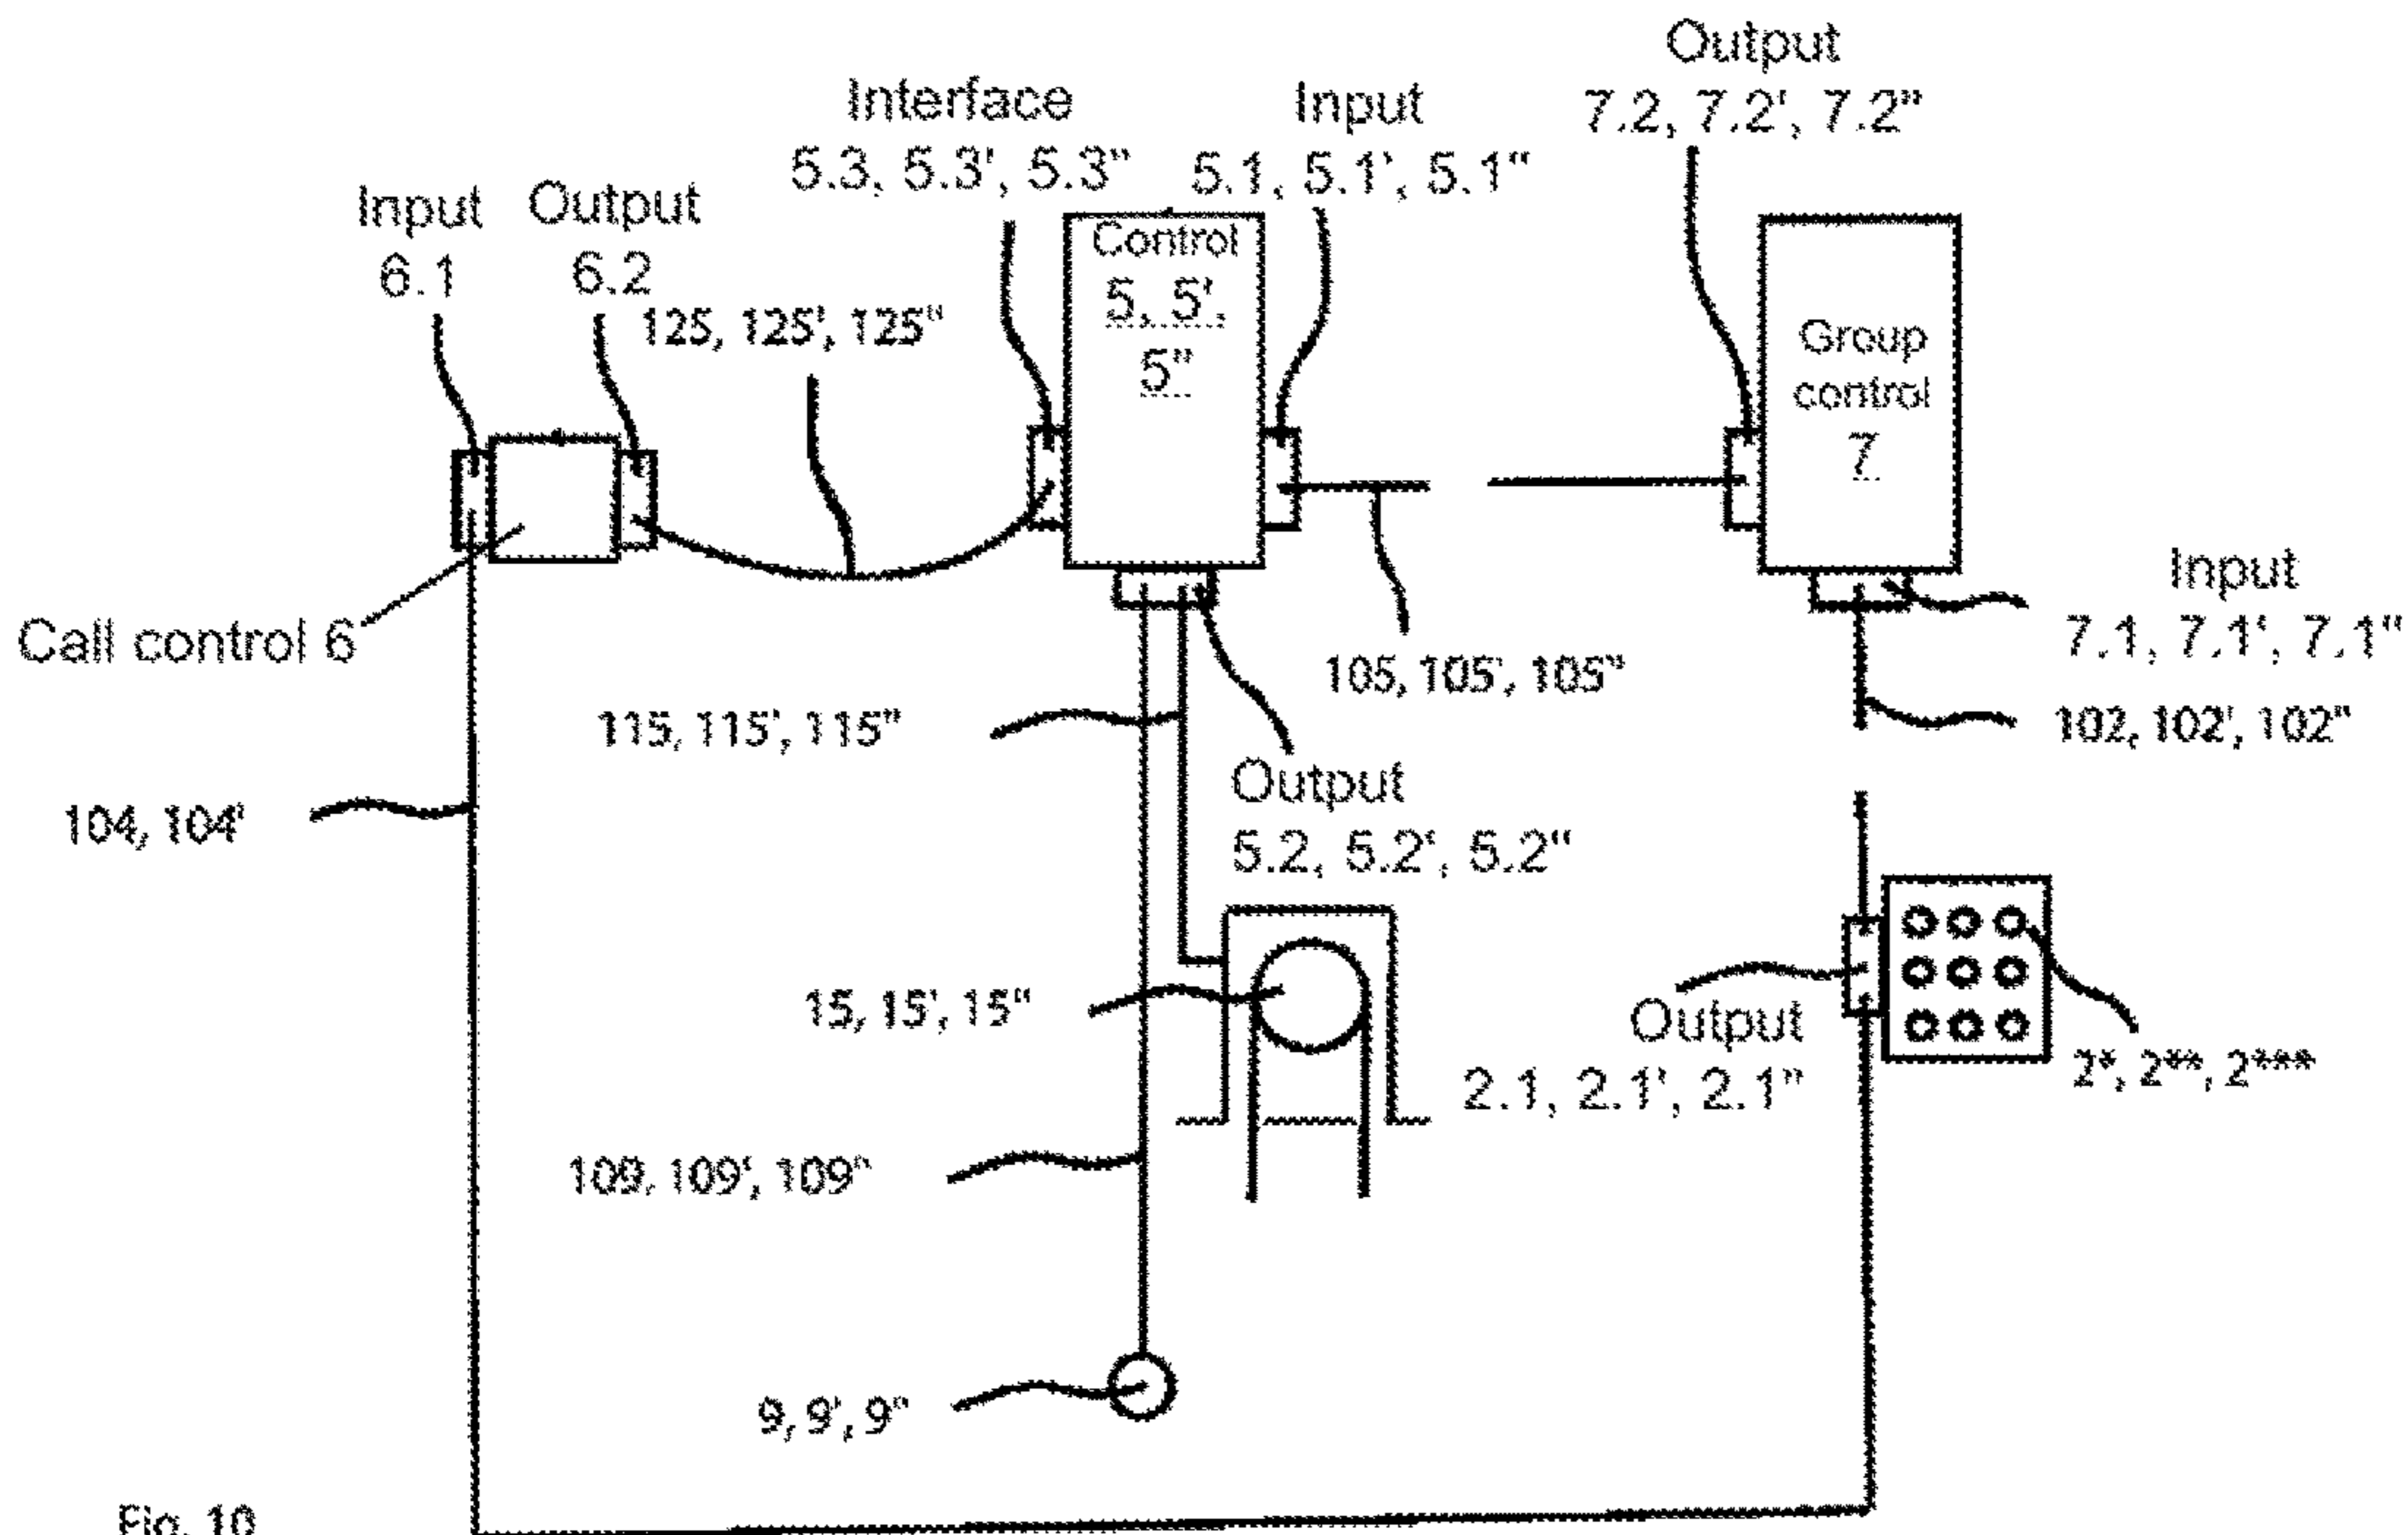 Output
7.2, 7.2', 7.2"
Interface
5.3, 5.3', 5.3"
Input
5.1, 5.1', 5.1"
Input
6.1
Output
6.2
125, 125', 125"
Control
5, 5',
5"
Group
control
7
Input
7.1, 7.1', 7.1"
Call control 6
105, 105', 105"
102, 102', 102"
115, 115', 115"
Output
5.2, 5.2', 5.2"
104, 104'
15, 15', 15"
Output
2.1, 2.1', 2.1"
2*, 2**, 2***
109, 109', 109"
9, 9', 9"
Fig. 10